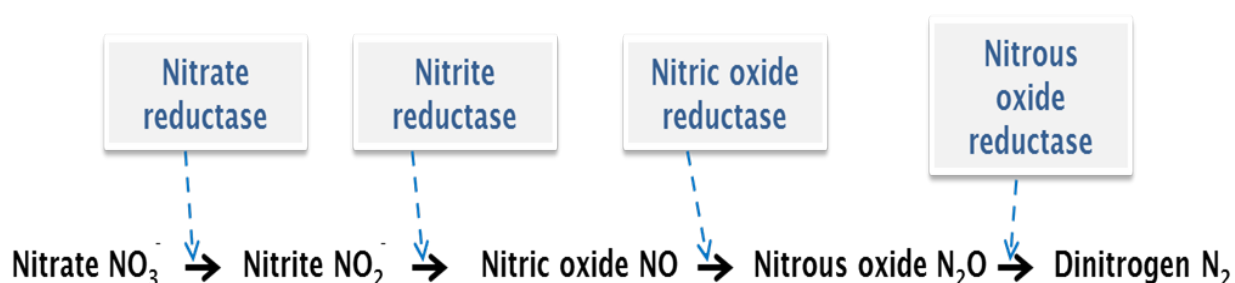 Nitrate
reductase
Nitrite
reductase
Nitric oxide
reductase
Nitrous
oxide
reductase
Nitrate NO₃⁻ → Nitrite NO₂⁻ → Nitric oxide NO → Nitrous oxide N₂O → Dinitrogen N₂